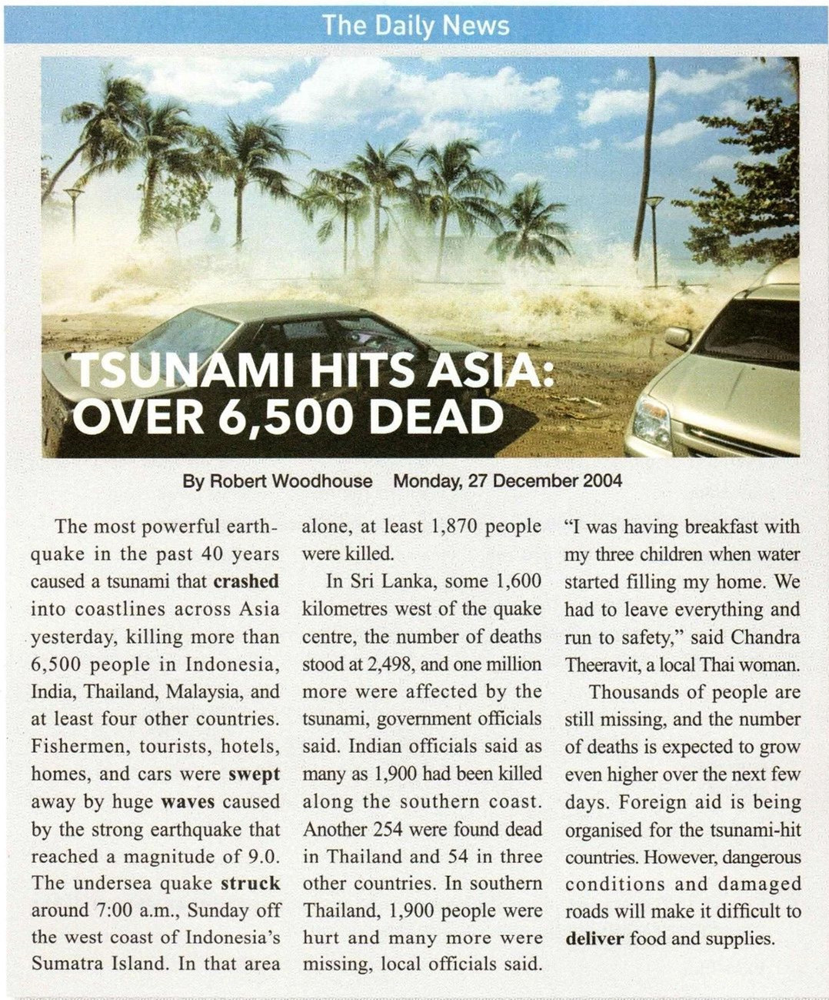 The Daily News
TSUNAMI HITS ASIA:
OVER 6,500 DEAD
By Robert Woodhouse Monday, 27 December 2004
The most powerful earth-
quake in the past 40 years
caused a tsunami that crashed
into coastlines across Asia
yesterday, killing more than
6,500 people in Indonesia,
India, Thailand, Malaysia, and
at least four other countries.
Fishermen, tourists, hotels,
homes, and cars were swept
away by huge waves caused
by the strong earthquake that
reached a magnitude of 9.0.
The undersea quake struck
around 7:00 a.m., Sunday off
the west coast of Indonesia's
Sumatra Island. In that area
alone, at least 1,870 people
were killed.
In Sri Lanka, some 1,600
kilometres west of the quake
centre, the number of deaths
stood at 2,498, and one million
more were affected by the
tsunami, government officials
said. Indian officials said as
many as 1,900 had been killed
along the southern coast.
Another 254 were found dead
in Thailand and 54 in three
other countries. In southern
Thailand, 1,900 people were
hurt and many more were
missing, local officials said.
“I was having breakfast with
my three children when water
started filling my home. We
had to leave everything and
run to safety,” said Chandra
Theeravit, a local Thai woman.
Thousands of people are
still missing, and the number
of deaths is expected to grow
even higher over the next few
days. Foreign aid is being
organised for the tsunami-hit
countries. However, dangerous
conditions and damaged
roads will make it difficult to
deliver food and supplies.